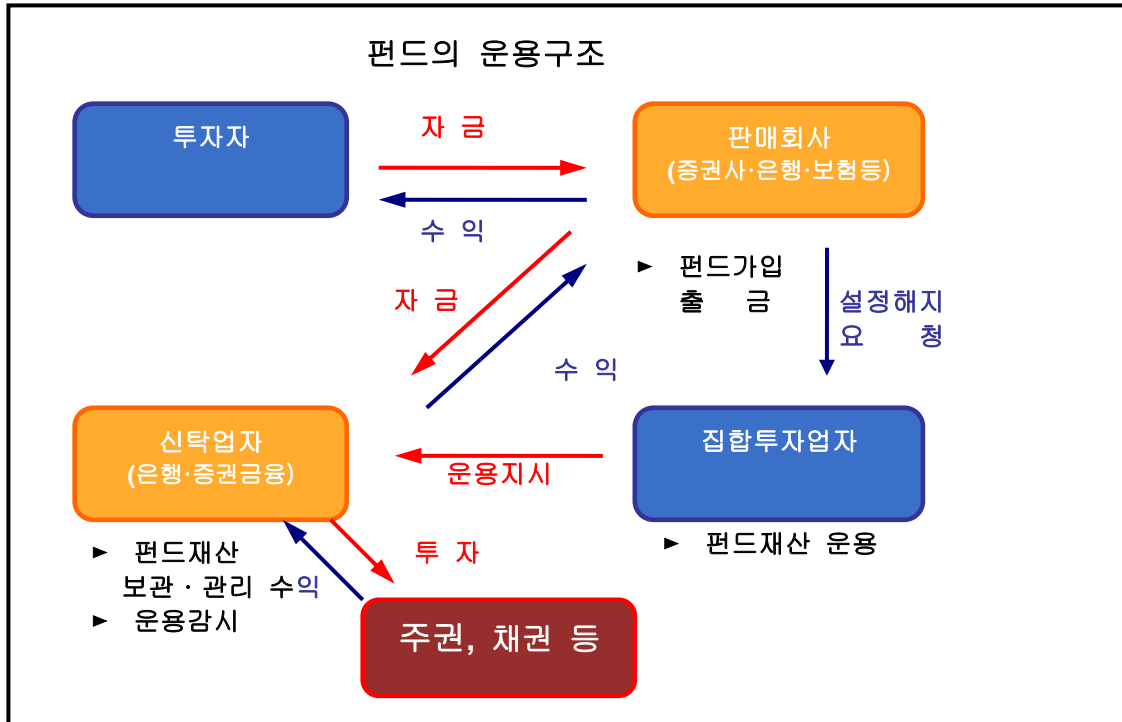 펀드의 운용구조
투자자
자 금
판매회사
(증권사·은행·보험등)
수 익
► 펀드가입
출 금
자 금
설정해지
요 청
수 익
신탁업자
(은행·증권금융)
집합투자업자
운용지시
► 펀드재산 운용
► 펀드재산
보관·관리 수익
► 운용감시
투 자
주권, 채권 등